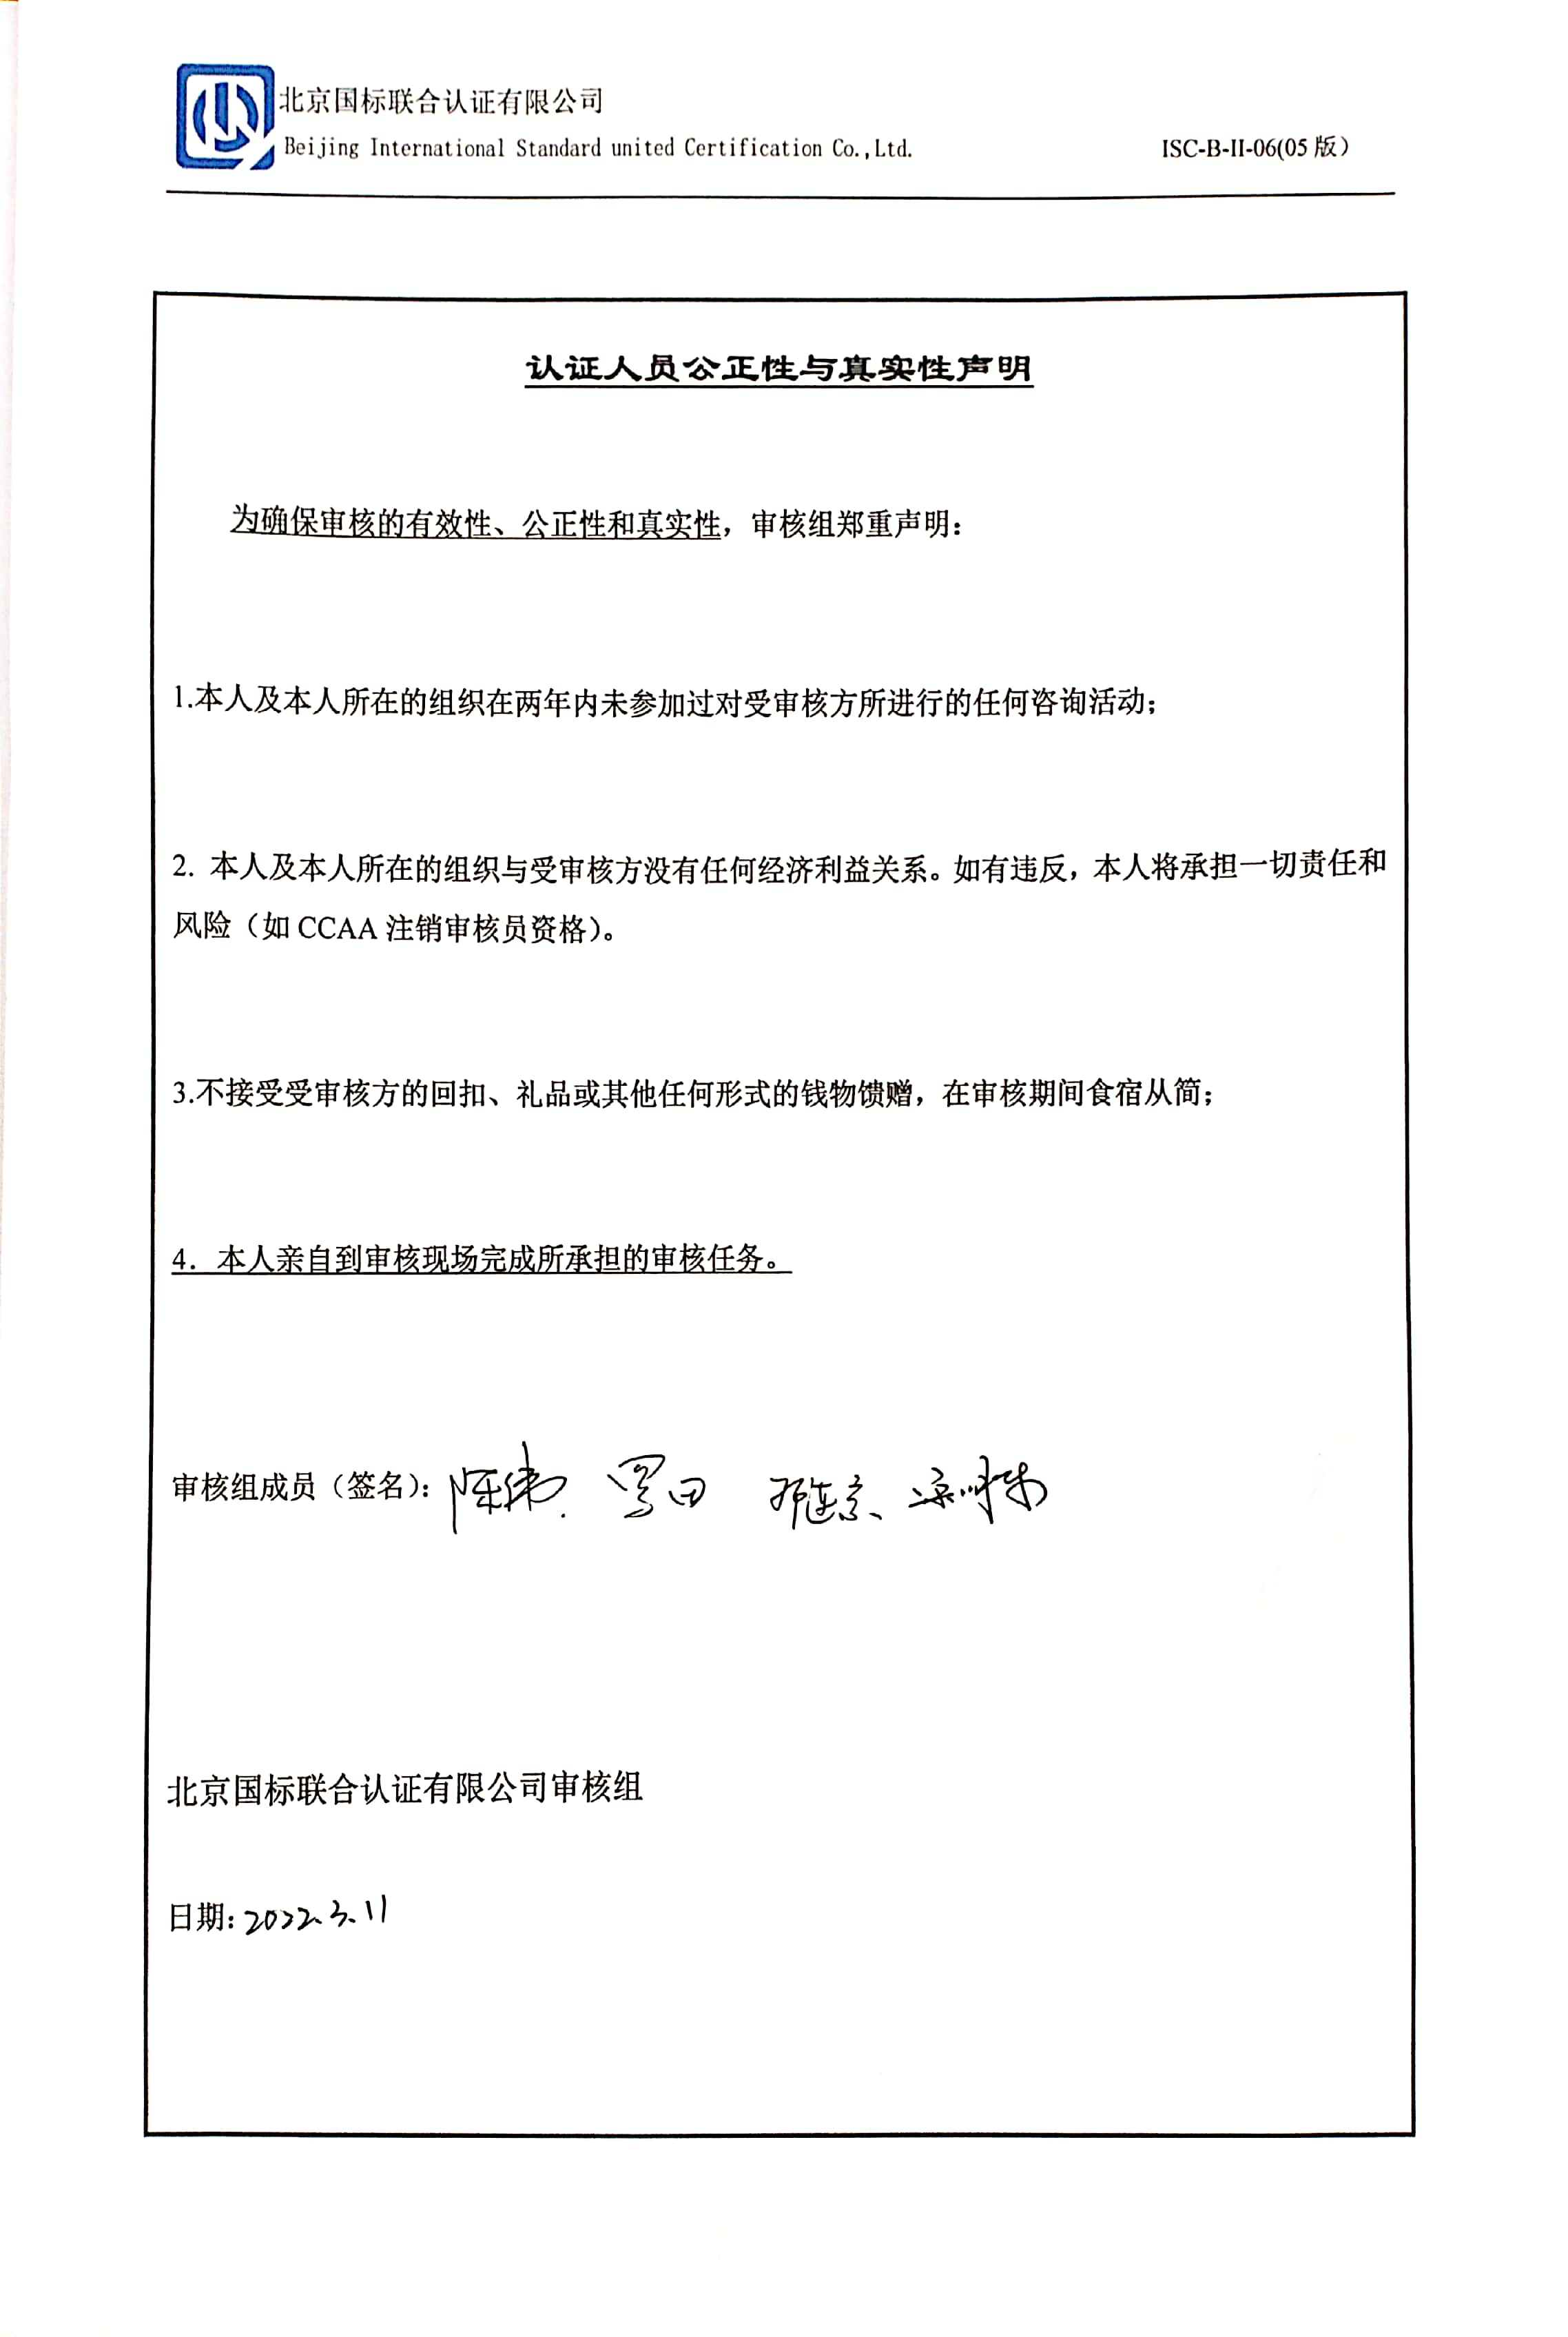 北京国标联合认证有限公司
Beijing International Standard united Certification Co.,Ltd.
ISC-B-II-06(05 版)
认证人员公正性与真实性声明
为确保审核的有效性、公正性和真实性，审核组郑重声明：
1.本人及本人所在的组织在两年内未参加过对受审核方所进行的任何咨询活动；
2. 本人及本人所在的组织与受审核方没有任何经济利益关系。如有违反，本人将承担一切责任和
风险（如 CCAA 注销审核员资格）。
3.不接受受审核方的回扣、礼品或其他任何形式的钱物馈赠，在审核期间食宿从简；
4．本人亲自到审核现场完成所承担的审核任务。
审核组成员（签名）：陈伟. 罗田
北京国标联合认证有限公司审核组
日期：2022.3.11